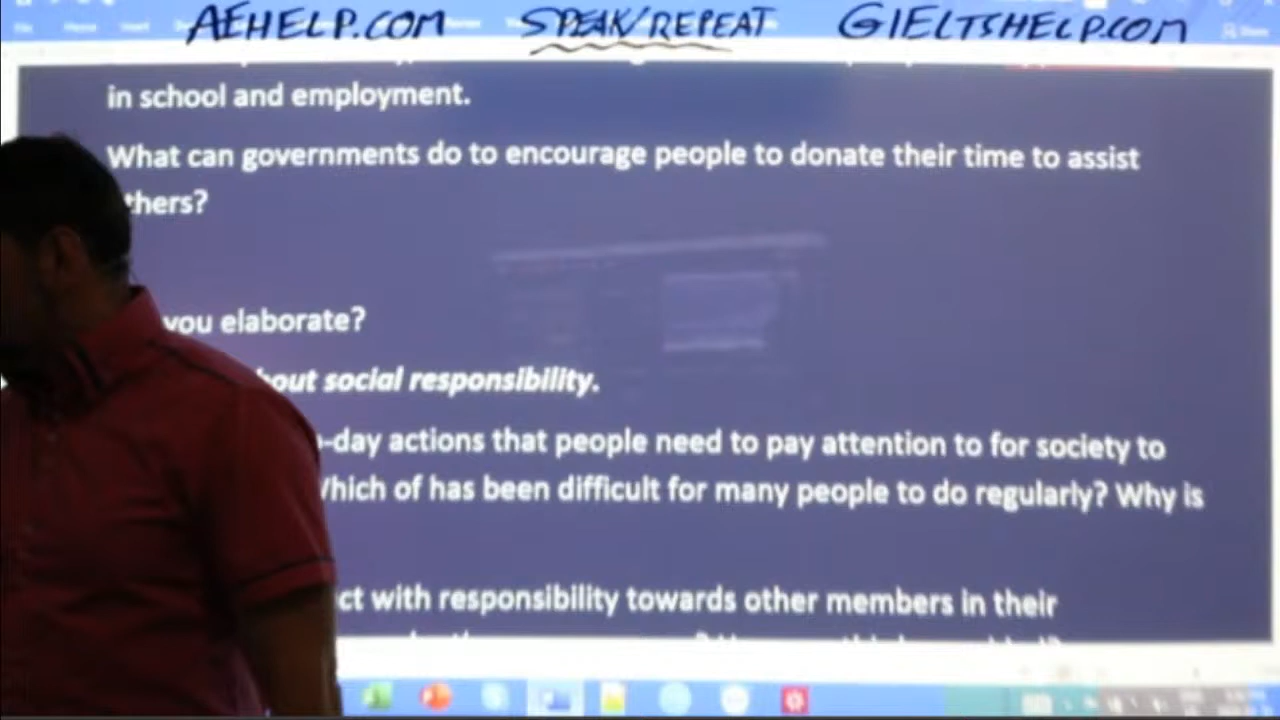 AEHELP.COM SPEAK/REPEAT GIELTSHELP.COM
in school and employment.
What can governments do to encourage people to donate their time to assist
thers?
you elaborate?
out social responsibility.
-day actions that people need to pay attention to for society to
hich of has been difficult for many people to do regularly? Why is
ct with responsibility towards other members in their